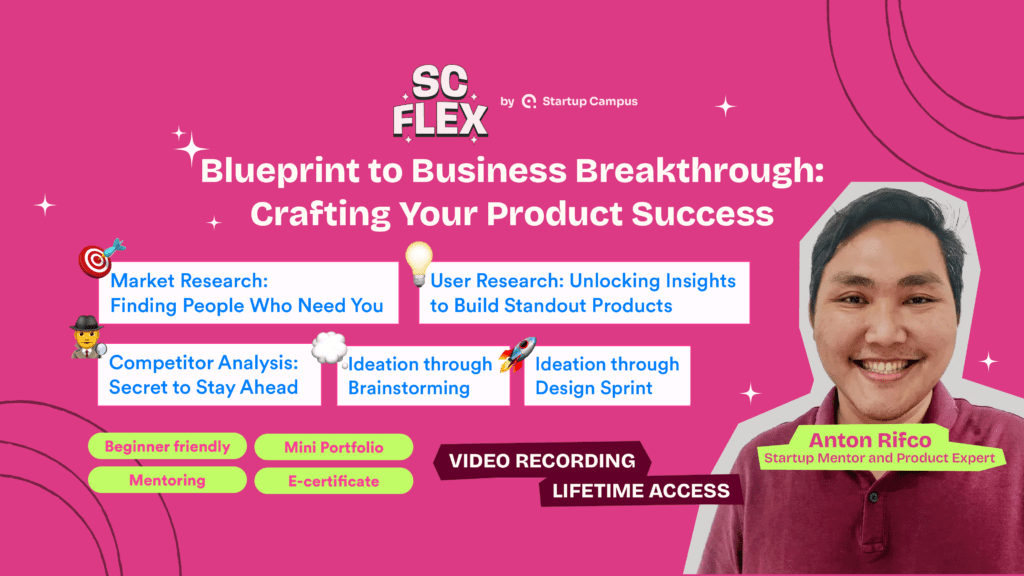 SC
FLEX
by Startup Campus
Blueprint to Business Breakthrough:
Crafting Your Product Success
Market Research:
Finding People Who Need You
User Research: Unlocking Insights
to Build Standout Products
Competitor Analysis:
Secret to Stay Ahead
Ideation through
Brainstorming
Ideation through
Design Sprint
Beginner friendly
Mini Portfolio
Mentoring
E-certificate
VIDEO RECORDING
LIFETIME ACCESS
Anton Rifco
Startup Mentor and Product Expert